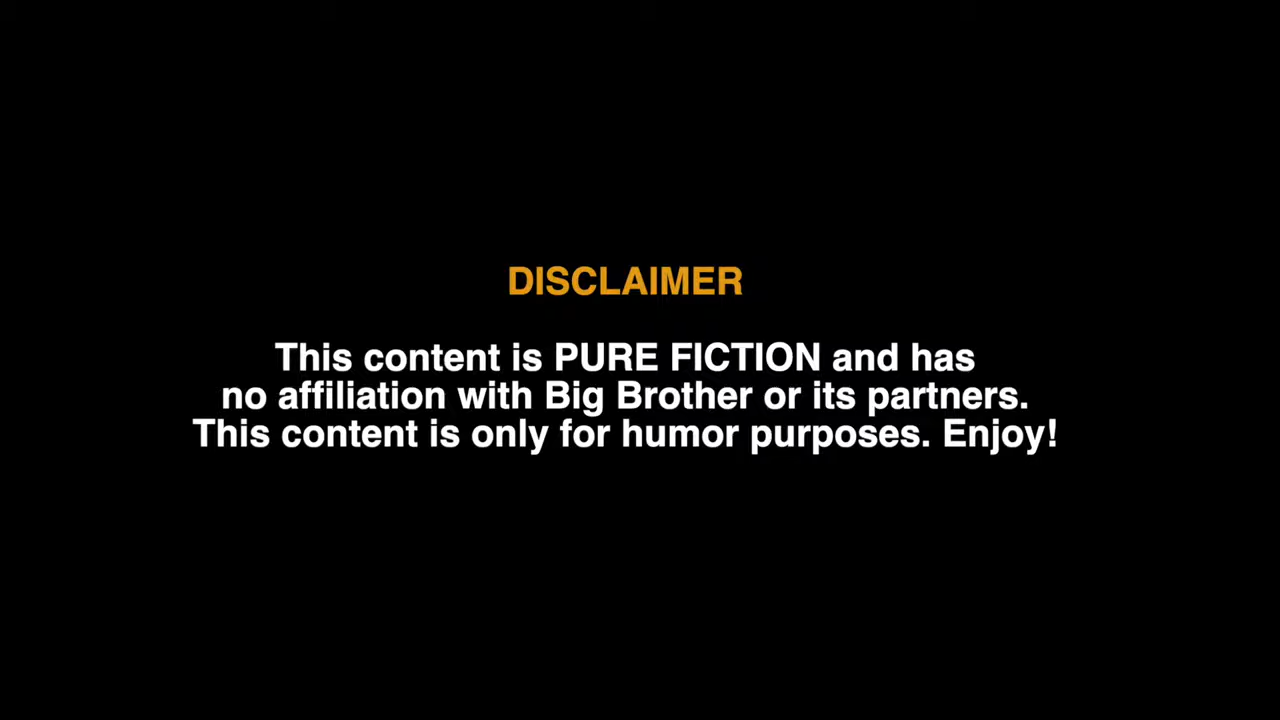 DISCLAIMER
This content is PURE FICTION and has
no affiliation with Big Brother or its partners.
This content is only for humor purposes. Enjoy!